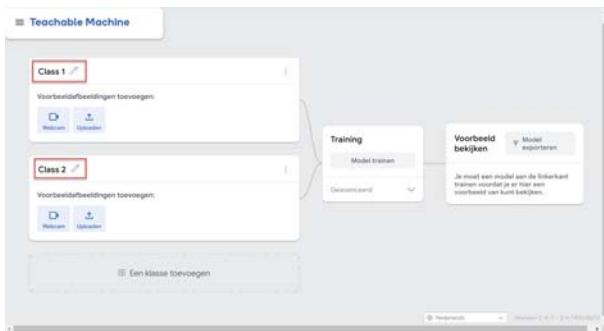 Teachable Machine
Class 1
Voorbeeldafbeeldingen toevoegen:
Webcam Uploaden
Class 2
Voorbeeldafbeeldingen toevoegen:
Webcam Uploaden
Een klasse toevoegen
Training
Model trainen
Geavanceerd
Voorbeeld bekijken
Model exporteren
Je moet een model aan de linkerkant
trainen voordat je er hier een
voorbeeld van kunt bekijken.
Nederlands